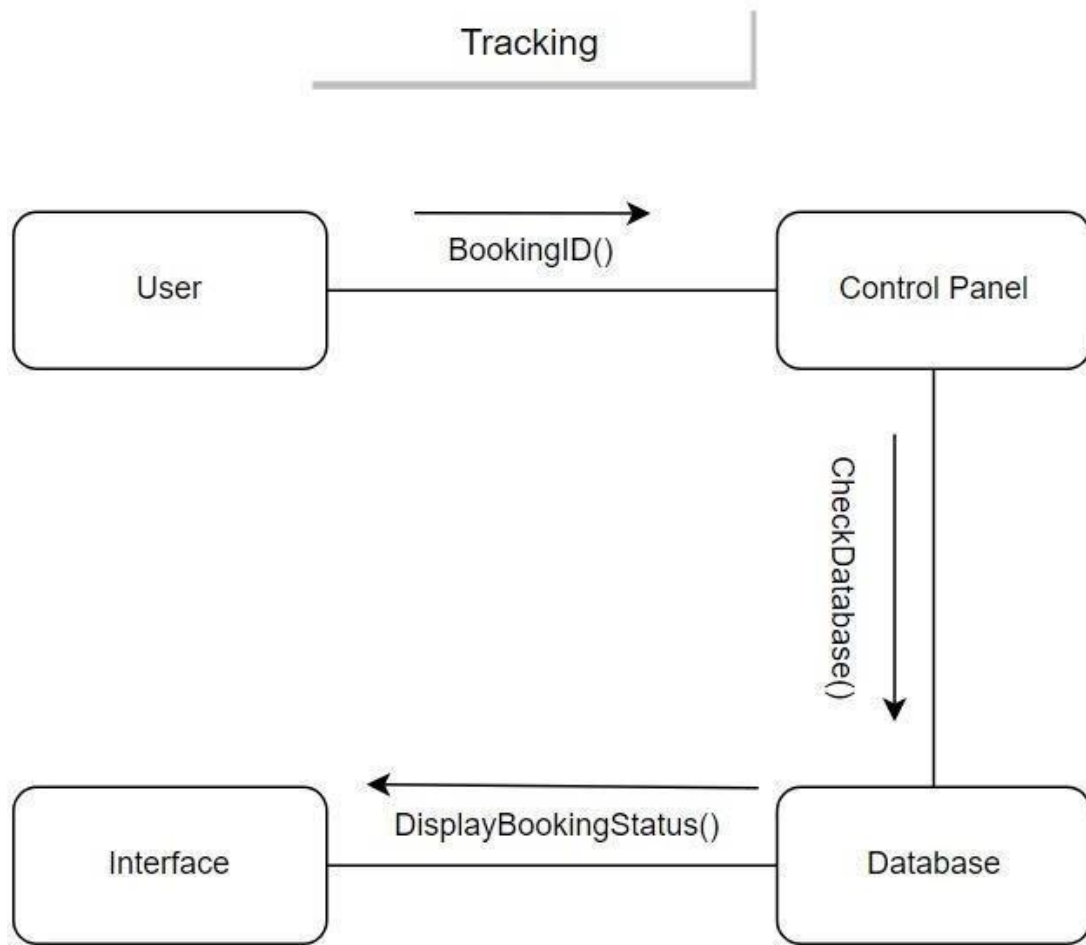 Tracking
BookingID()
User
Control Panel
CheckDatabase()
DisplayBookingStatus()
Interface
Database